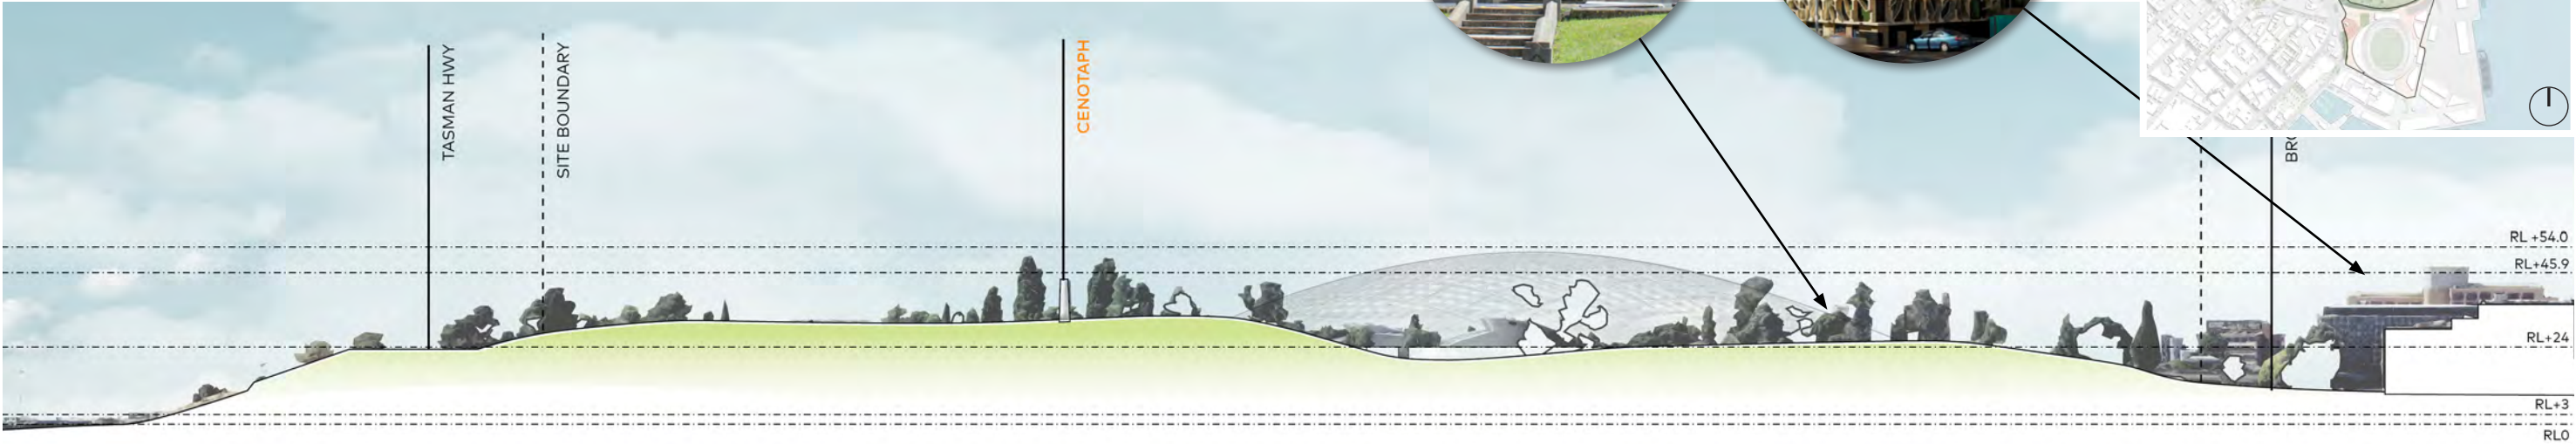 TASMAN HWY
SITE BOUNDARY
CENOTAPH
RL +54.0
RL+45.9
RL+24
RL+3
RL0